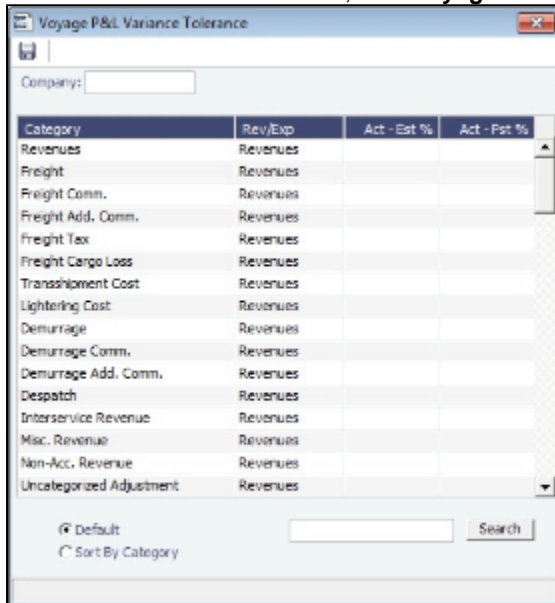 Voyage P&L Variance Tolerance
Company:
Category Rev/Exp Act - Est % Act - Pst %
Revenues Revenues
Freight Revenues
Freight Comm. Revenues
Freight Add. Comm. Revenues
Freight Tax Revenues
Freight Cargo Loss Revenues
Transshipment Cost Revenues
Lightering Cost Revenues
Demurrage Revenues
Demurrage Comm. Revenues
Demurrage Add. Comm. Revenues
Despatch Revenues
Interservice Revenue Revenues
Misc. Revenue Revenues
Non-Acc. Revenue Revenues
Uncategorized Adjustment Revenues
Default Search
Sort By Category